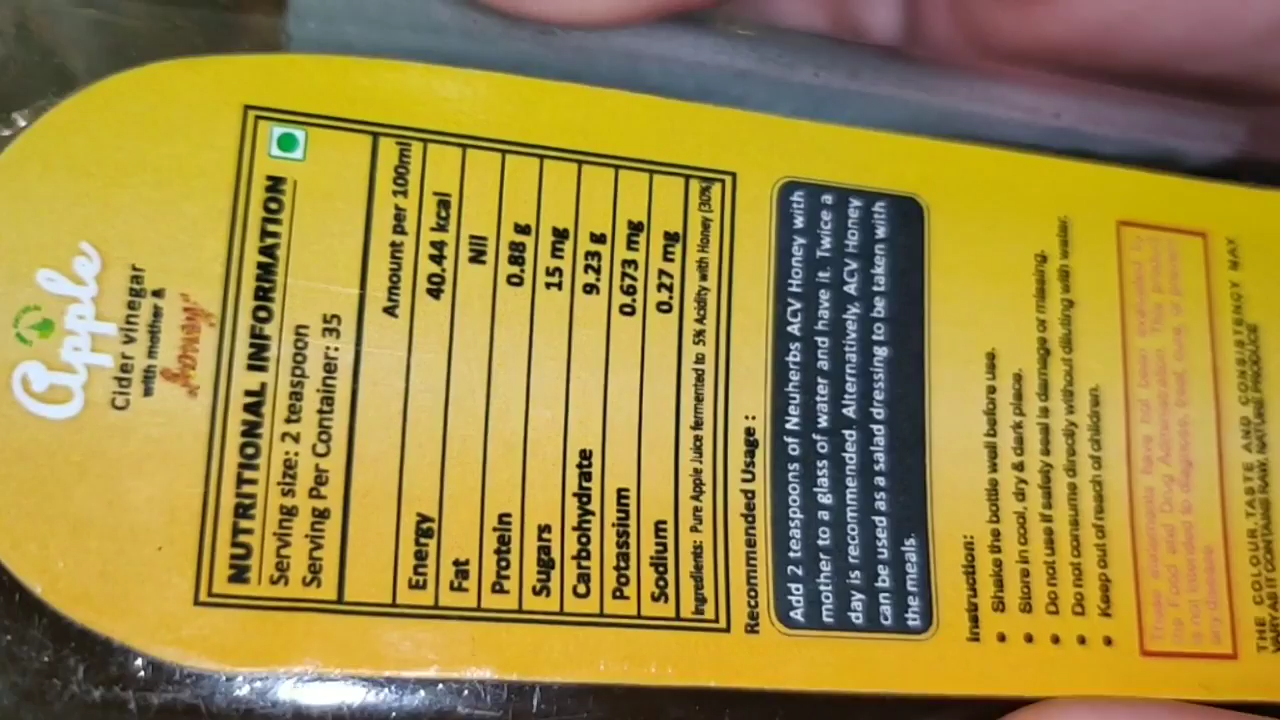 Apple
Cider vinegar
with mother &
honey
NUTRITIONAL INFORMATION
Serving size: 2 teaspoon
Serving Per Container: 35
Amount per 100ml
Energy 40.44 kcal
Fat Nil
Protein 0.88 g
Sugars 15 mg
Carbohydrate 9.23 g
Potassium 0.673 mg
Sodium 0.27 mg
Ingredients: Pure Apple Juice fermented to 5% Acidity with Honey (30%)
Recommended Usage :
Add 2 teaspoons of Neuherbs ACV Honey with
mother to a glass of water and have it. Twice a
day is recommended. Alternatively, ACV Honey
can be used as a salad dressing to be taken with
the meals.
Instruction:
• Shake the bottle well before use.
• Store in cool, dry & dark place.
• Do not use if safety seal is damage or missing.
• Do not consume directly without diluting with water.
• Keep out of reach of children.
These statements have not been evaluated by
the Food and Drug Administration. This product
is not intended to diagnose, treat, cure, or prevent
any disease
THE COLOUR, TASTE AND CONSISTENCY MAY
VARY AS IT CONTAINS RAW, NATURE PRODUCE